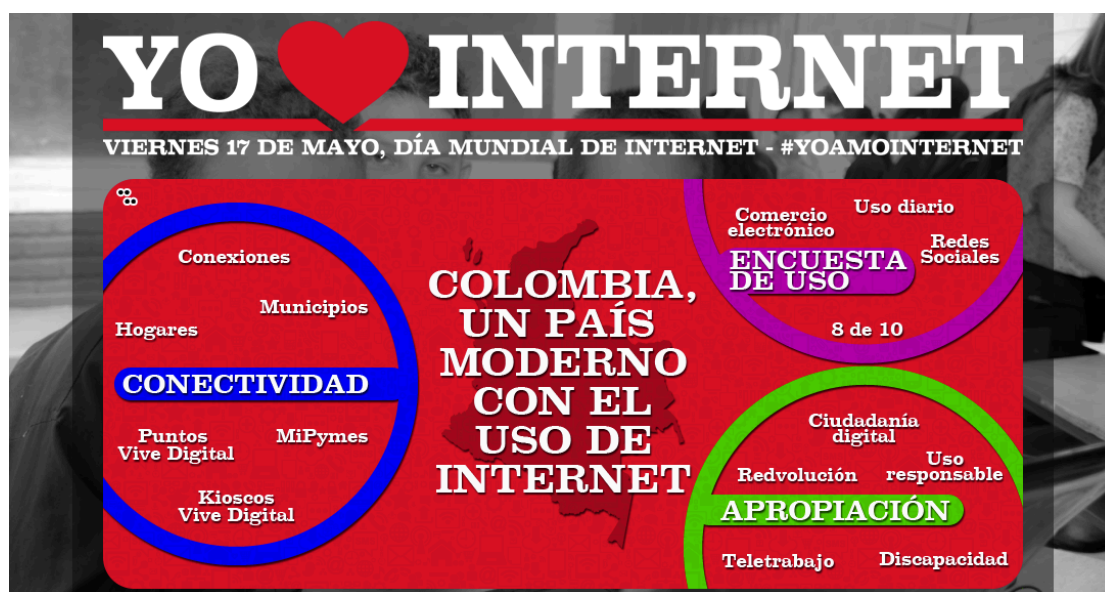 YO INTERNET
VIERNES 17 DE MAYO, DÍA MUNDIAL DE INTERNET - #YOAMOINTERNET
Conexiones
Municipios
Hogares
CONECTIVIDAD
Puntos
Vive Digital
MiPymes
Kioscos
Vive Digital
COLOMBIA,
UN PAÍS
MODERNO
CON EL
USO DE
INTERNET
Comercio
electrónico
Uso diario
Redes
Sociales
ENCUESTA
DE USO
8 de 10
Ciudadanía
digital
Redvolución
Uso
responsable
APROPIACIÓN
Teletrabajo
Discapacidad